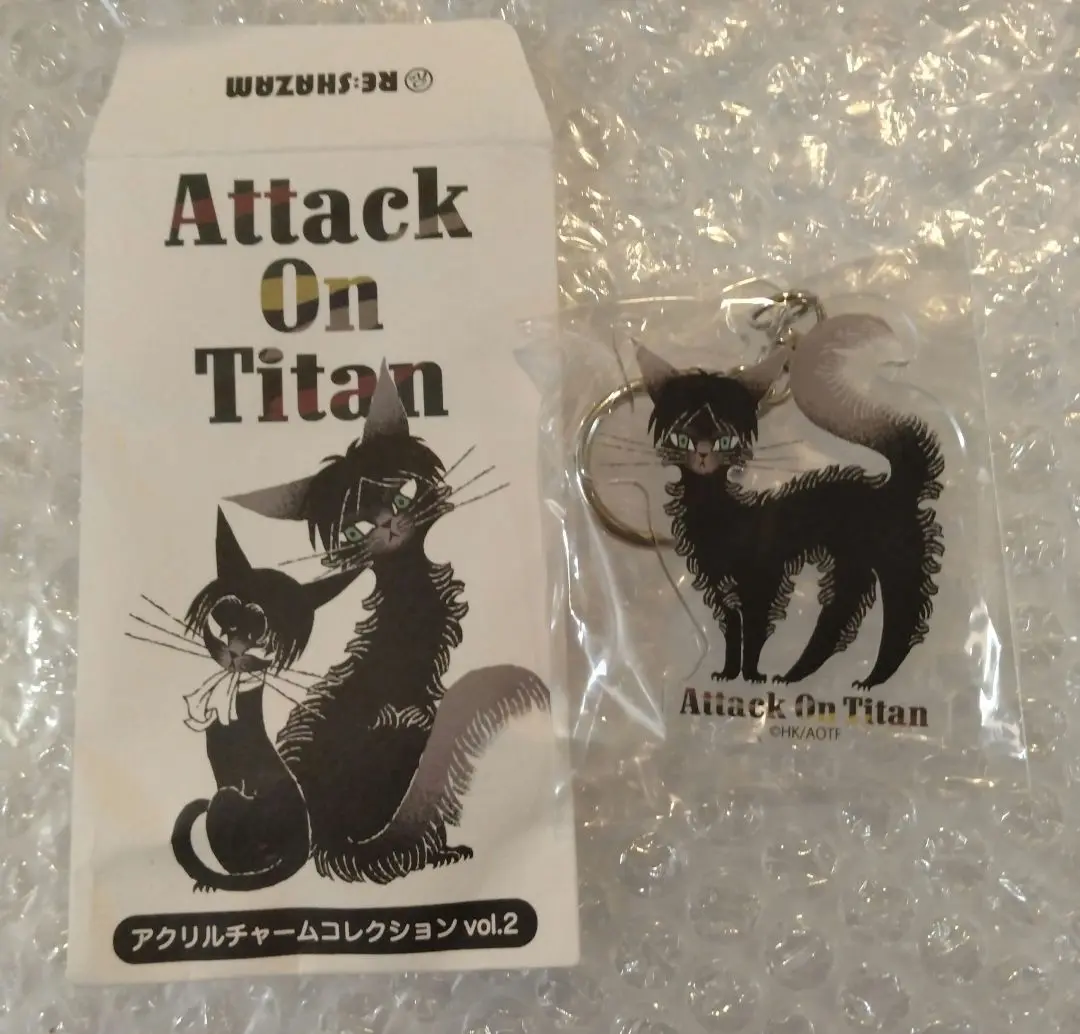 RE:SHAZAM
Attack
On
Titan
アクリルチャームコレクション vol.2
Attack On Titan
©HK/AOTF